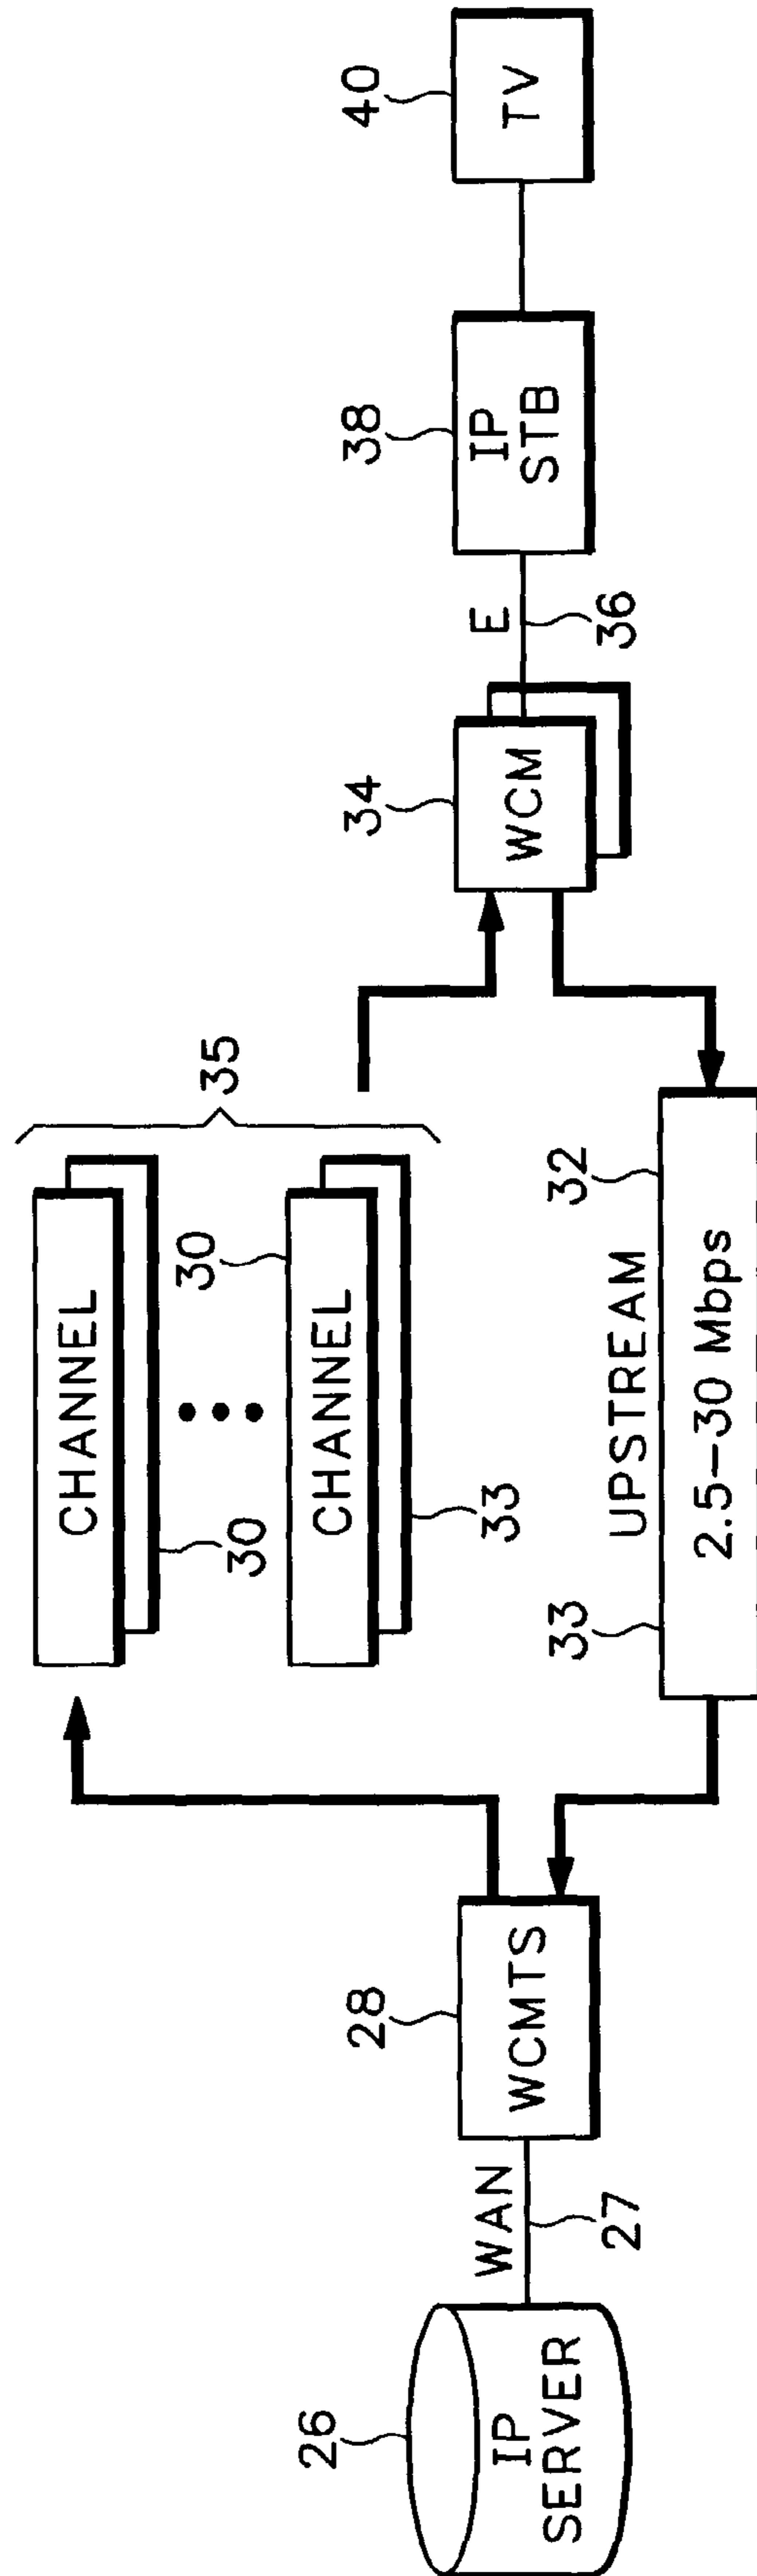 26
IP
SERVER
WAN
27
28
WCMTS
CHANNEL
30
CHANNEL
30
33
35
UPSTREAM
33
32
2.5–30 Mbps
34
WCM
E
36
38
IP
STB
40
TV